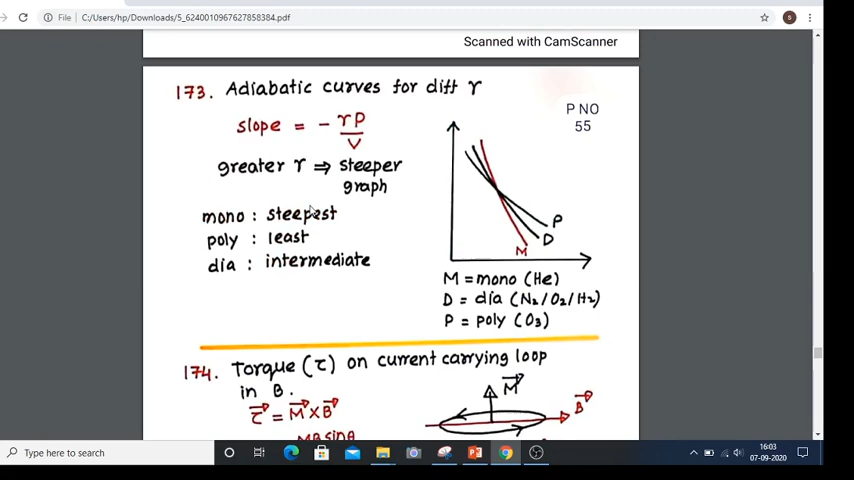 File | C:/Users/hp/Downloads/5_6240010967627858384.pdf
S
Scanned with CamScanner
173. Adiabatic curves for diff γ
P NO
55
slope = - γP/V
greater γ ⇒ steeper
graph
mono : steepest
poly : least
dia : intermediate
P
D
M
M = mono (He)
D = dia (N2/O2/H2)
P = poly (O3)
174. Torque (τ) on current carrying loop
in B.
τ⃗ = M⃗ × B⃗
MB sinθ
M⃗
B⃗
Type here to search
16:03
07-09-2020